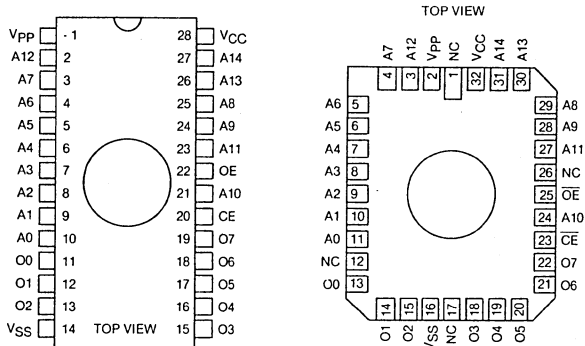 TOP VIEW
VPP - 1 28 VCC
A12 2 27 A14
A7 3 26 A13
A6 4 25 A8
A5 5 24 A9
A4 6 23 A11
A3 7 22 OE
A2 8 21 A10
A1 9 20 CE
A0 10 19 O7
O0 11 18 O6
O1 12 17 O5
O2 13 16 O4
VSS 14 TOP VIEW 15 O3
A7 A12 VPP NC VCC A14 A13
4 3 2 1 32 31 30
A6 5 29 A8
A5 6 28 A9
A4 7 27 A11
A3 8 26 NC
A2 9 25 OE
A1 10 24 A10
A0 11 23 CE
NC 12 22 O7
O0 13 21 O6
14 15 16 17 18 19 20
O1 O2 VSS NC O3 O4 O5